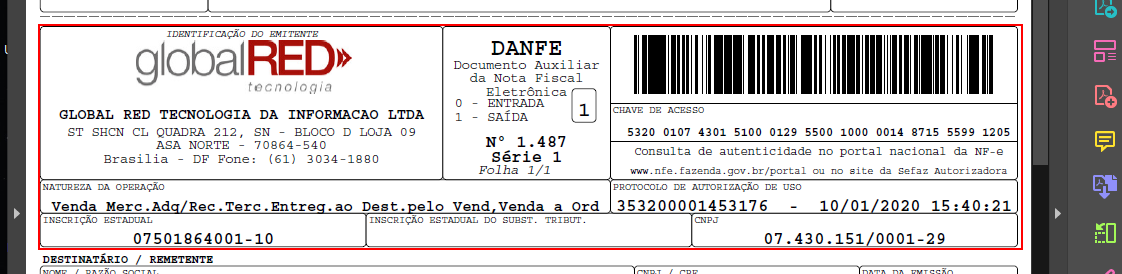 IDENTIFICAÇÃO DO EMITENTE
globalRED
tecnologia
GLOBAL RED TECNOLOGIA DA INFORMACAO LTDA
ST SHCN CL QUADRA 212, SN - BLOCO D LOJA 09
ASA NORTE - 70864-540
Brasilia - DF Fone: (61) 3034-1880
DANFE
Documento Auxiliar
da Nota Fiscal
Eletrônica
0 - ENTRADA
1 - SAÍDA
1
N° 1.487
Série 1
Folha 1/1
CHAVE DE ACESSO
5320 0107 4301 5100 0129 5500 1000 0014 8715 5599 1205
Consulta de autenticidade no portal nacional da NF-e
www.nfe.fazenda.gov.br/portal ou no site da Sefaz Autorizadora
NATUREZA DA OPERAÇÃO
Venda Merc.Adq/Rec.Terc.Entreg.ao Dest.pelo Vend,Venda a Ord
PROTOCOLO DE AUTORIZAÇÃO DE USO
353200001453176 - 10/01/2020 15:40:21
INSCRIÇÃO ESTADUAL
07501864001-10
INSCRIÇÃO ESTADUAL DO SUBST. TRIBUT.
CNPJ
07.430.151/0001-29
DESTINATÁRIO / REMETENTE
NOME / RAZÃO SOCIAL
CNPJ / CPF
DATA DA EMISSÃO